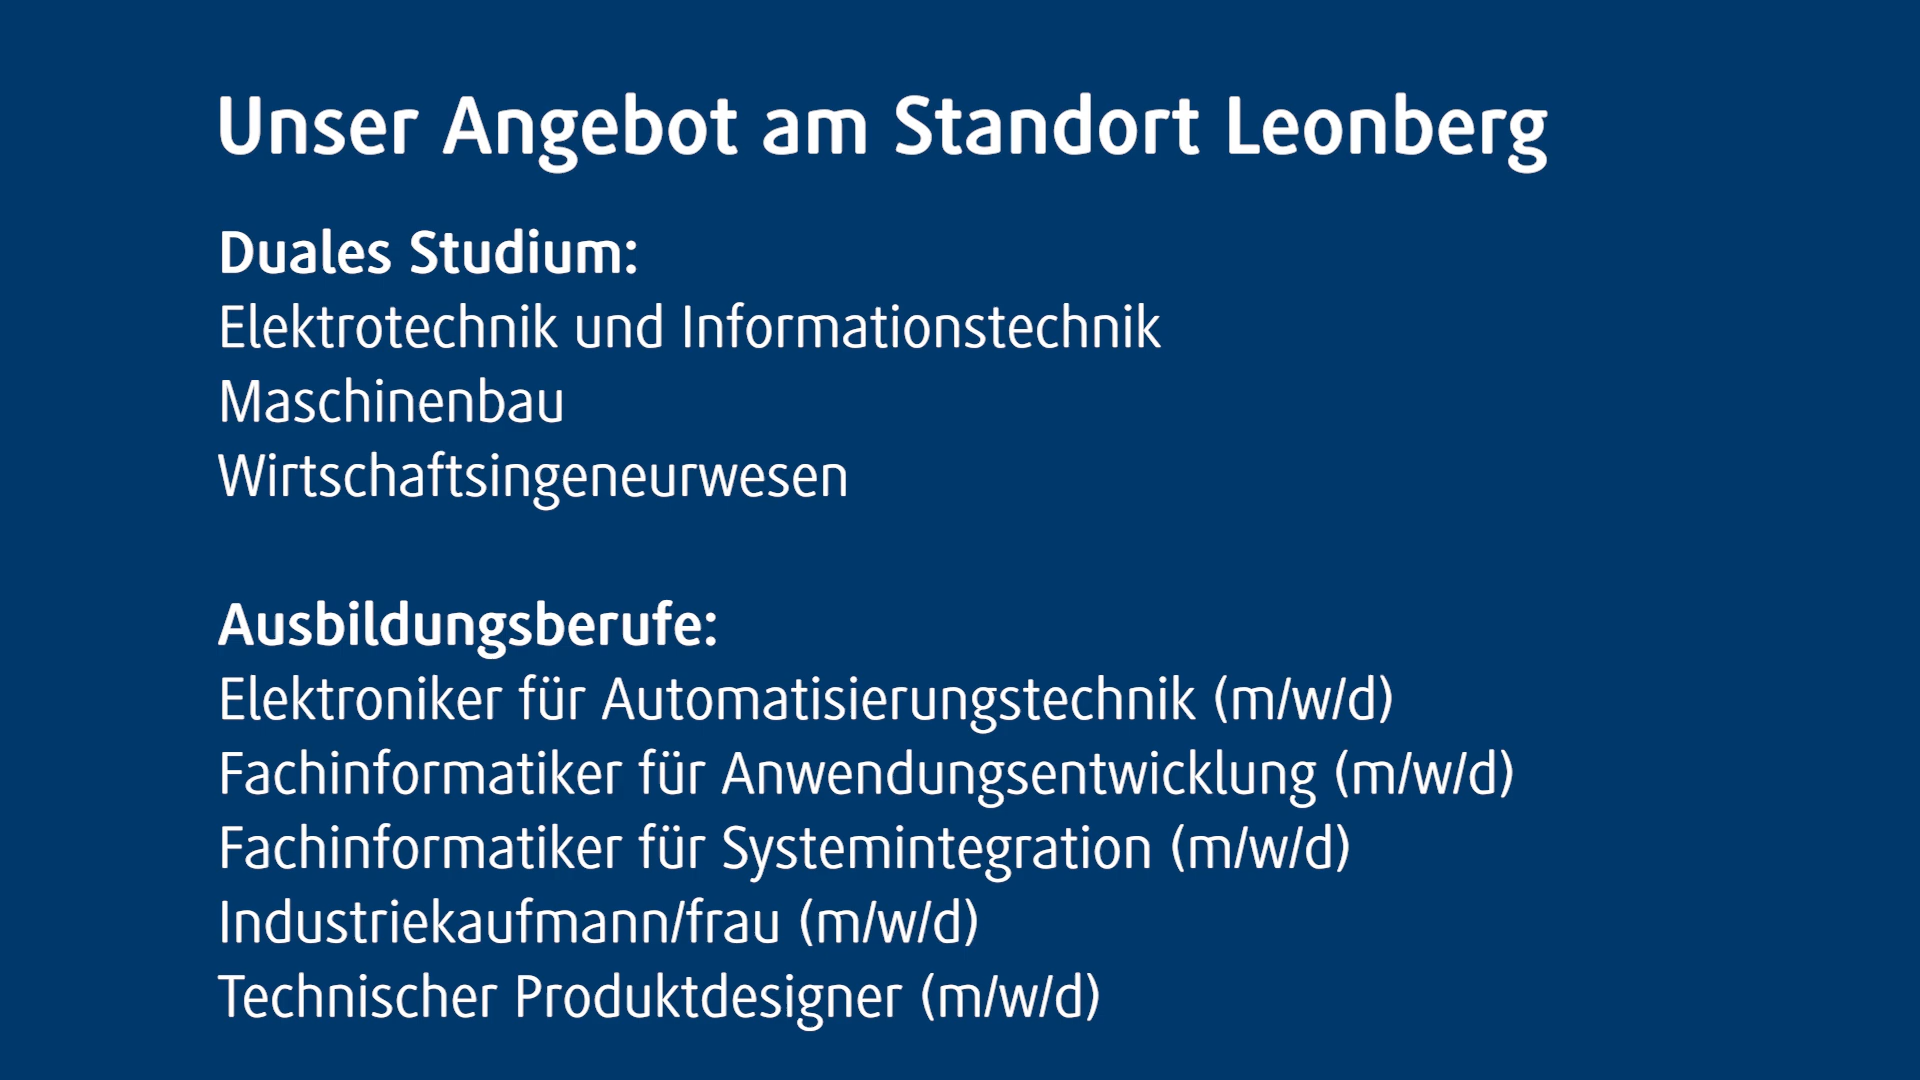 Unser Angebot am Standort Leonberg
Duales Studium:
Elektrotechnik und Informationstechnik
Maschinenbau
Wirtschaftsingeneurwesen
Ausbildungsberufe:
Elektroniker für Automatisierungstechnik (m/w/d)
Fachinformatiker für Anwendungsentwicklung (m/w/d)
Fachinformatiker für Systemintegration (m/w/d)
Industriekaufmann/frau (m/w/d)
Technischer Produktdesigner (m/w/d)